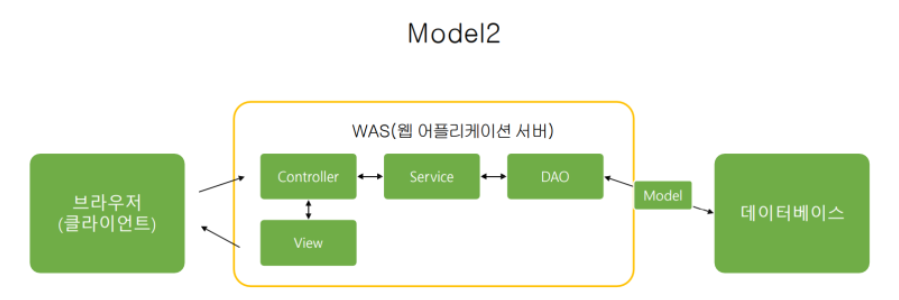 Model2
WAS(웹 어플리케이션 서버)
브라우저
(클라이언트)
Controller
Service
DAO
Model
데이터베이스
View